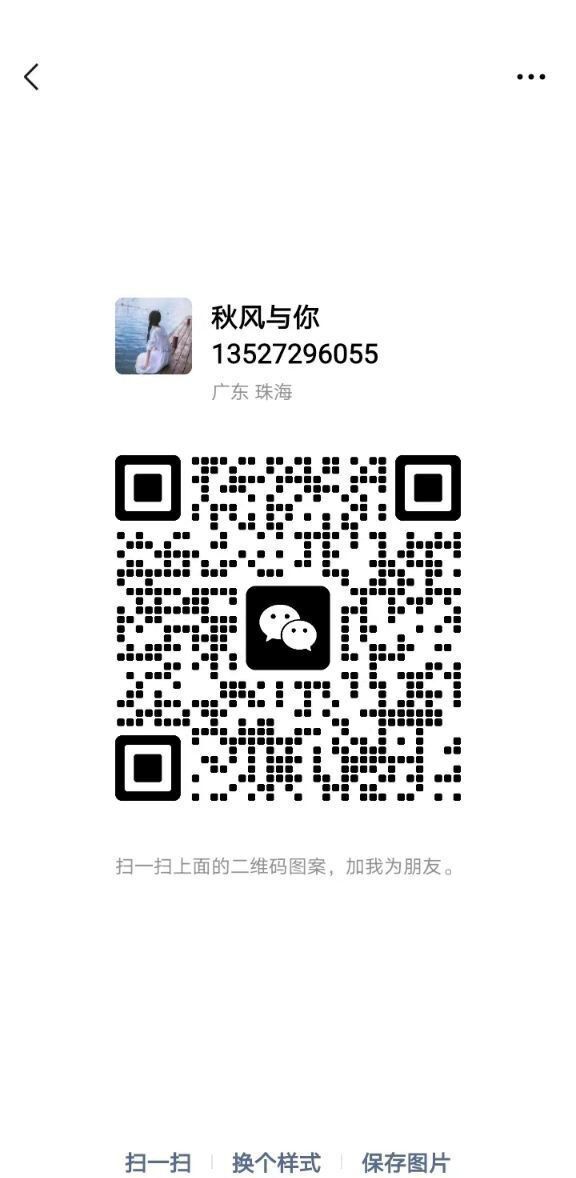 秋风与你
13527296055
广东 珠海
扫一扫上面的二维码图案，加我为朋友。
扫一扫
换个样式
保存图片